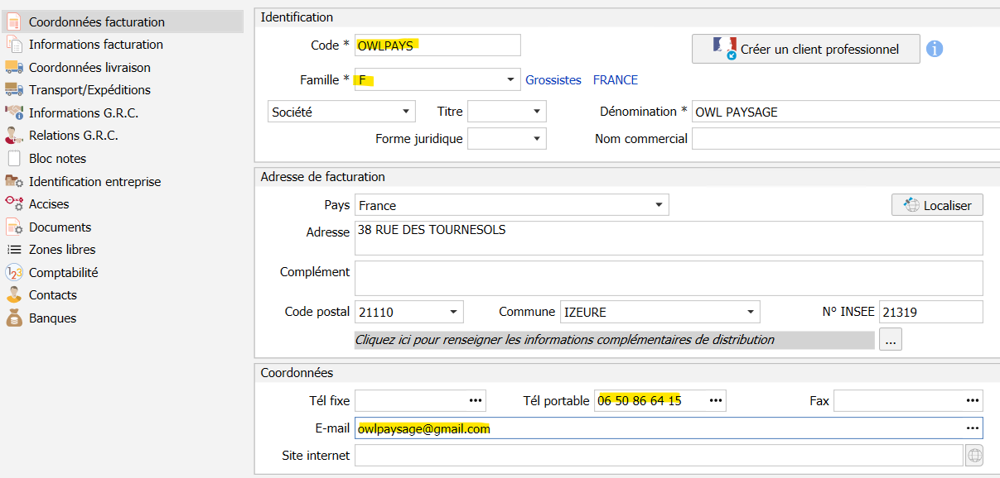 Coordonnées facturation
Informations facturation
Coordonnées livraison
Transport/Expéditions
Informations G.R.C.
Relations G.R.C.
Bloc notes
Identification entreprise
Accises
Documents
Zones libres
123 Comptabilité
Contacts
Banques
Identification
Code * OWLPAYS
Créer un client professionnel i
Famille * F Grossistes FRANCE
Société Titre Dénomination * OWL PAYSAGE
Forme juridique Nom commercial
Adresse de facturation
Pays France Localiser
Adresse 38 RUE DES TOURNESOLS
Complément
Code postal 21110 Commune IZEURE N° INSEE 21319
Cliquez ici pour renseigner les informations complémentaires de distribution ...
Coordonnées
Tél fixe ... Tél portable 06 50 86 64 15 ... Fax ...
E-mail owlpaysage@gmail.com ...
Site internet